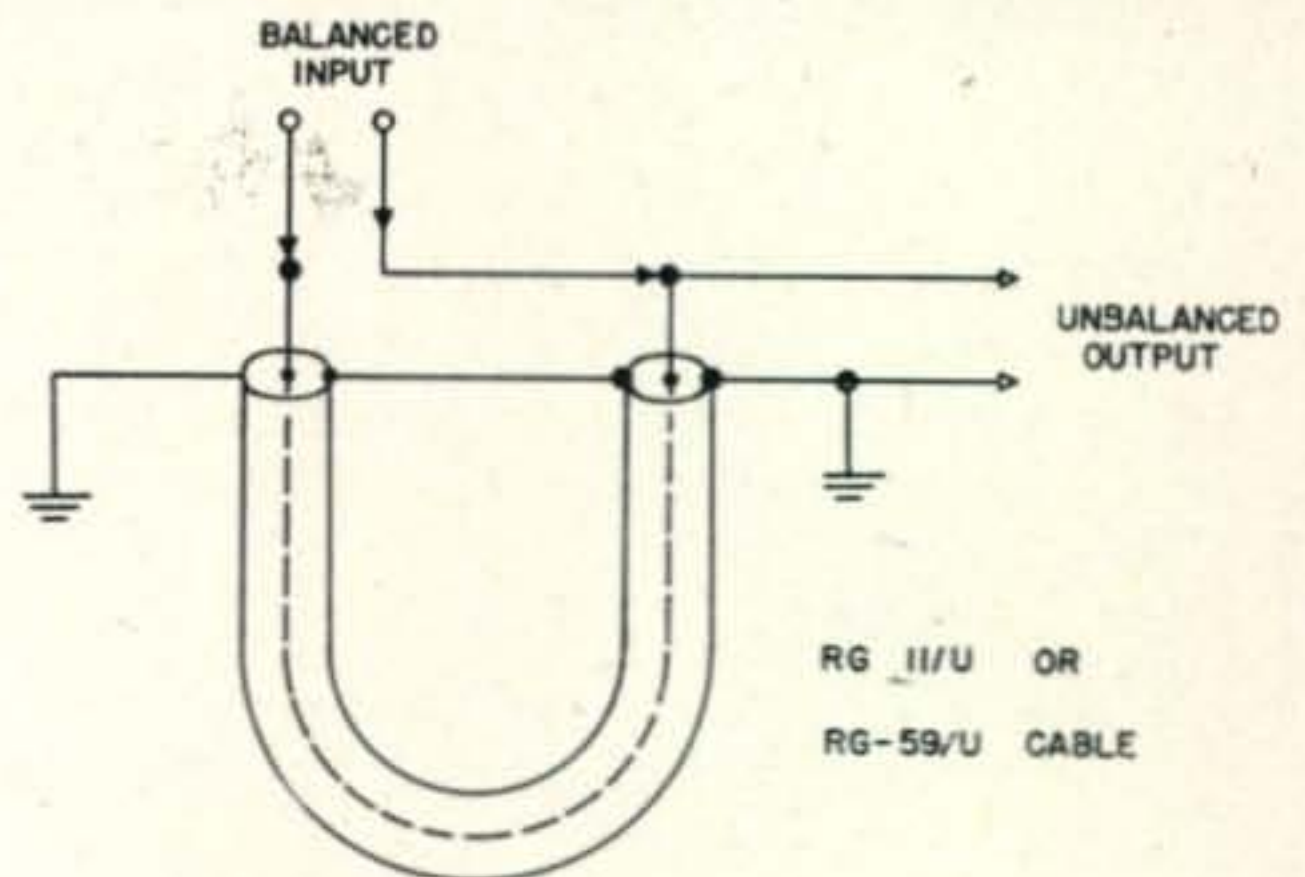 BALANCED
INPUT
UNBALANCED
OUTPUT
RG 11/U OR
RG-59/U CABLE